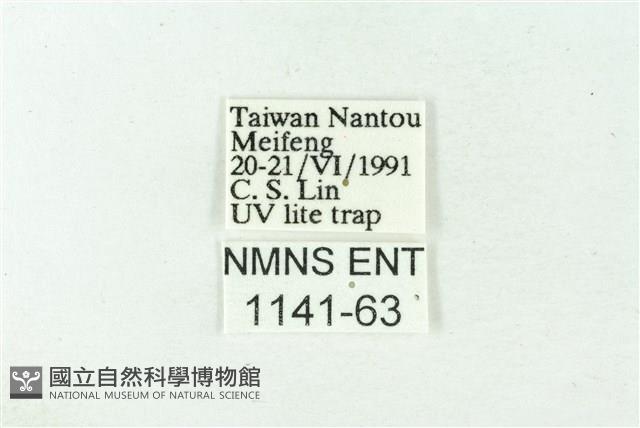 Taiwan Nantou
Meifeng
20-21/VI/1991
C. S. Lin
UV lite trap
NMNS ENT
1141-63
國立自然科學博物館
NATIONAL MUSEUM OF NATURAL SCIENCE